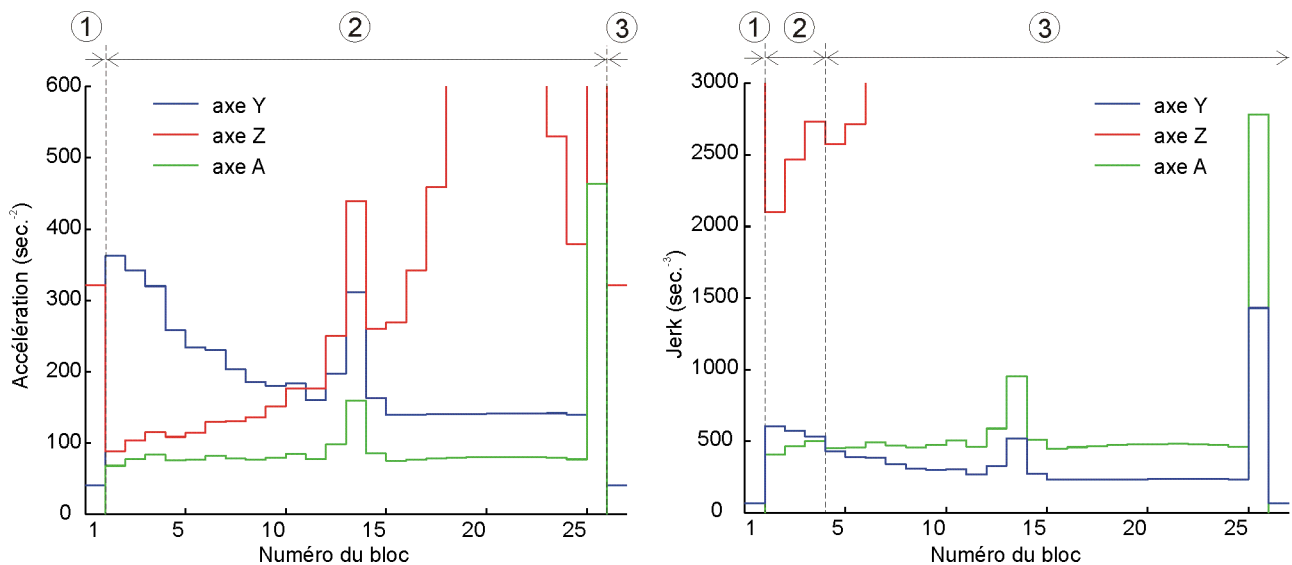 ① ② ③
600
500
400
300
200
100
0
Accélération (sec.⁻²)
axe Y
axe Z
axe A
1 5 10 15 20 25
Numéro du bloc
① ② ③
3000
2500
2000
1500
1000
500
0
Jerk (sec.⁻³)
axe Y
axe Z
axe A
1 5 10 15 20 25
Numéro du bloc